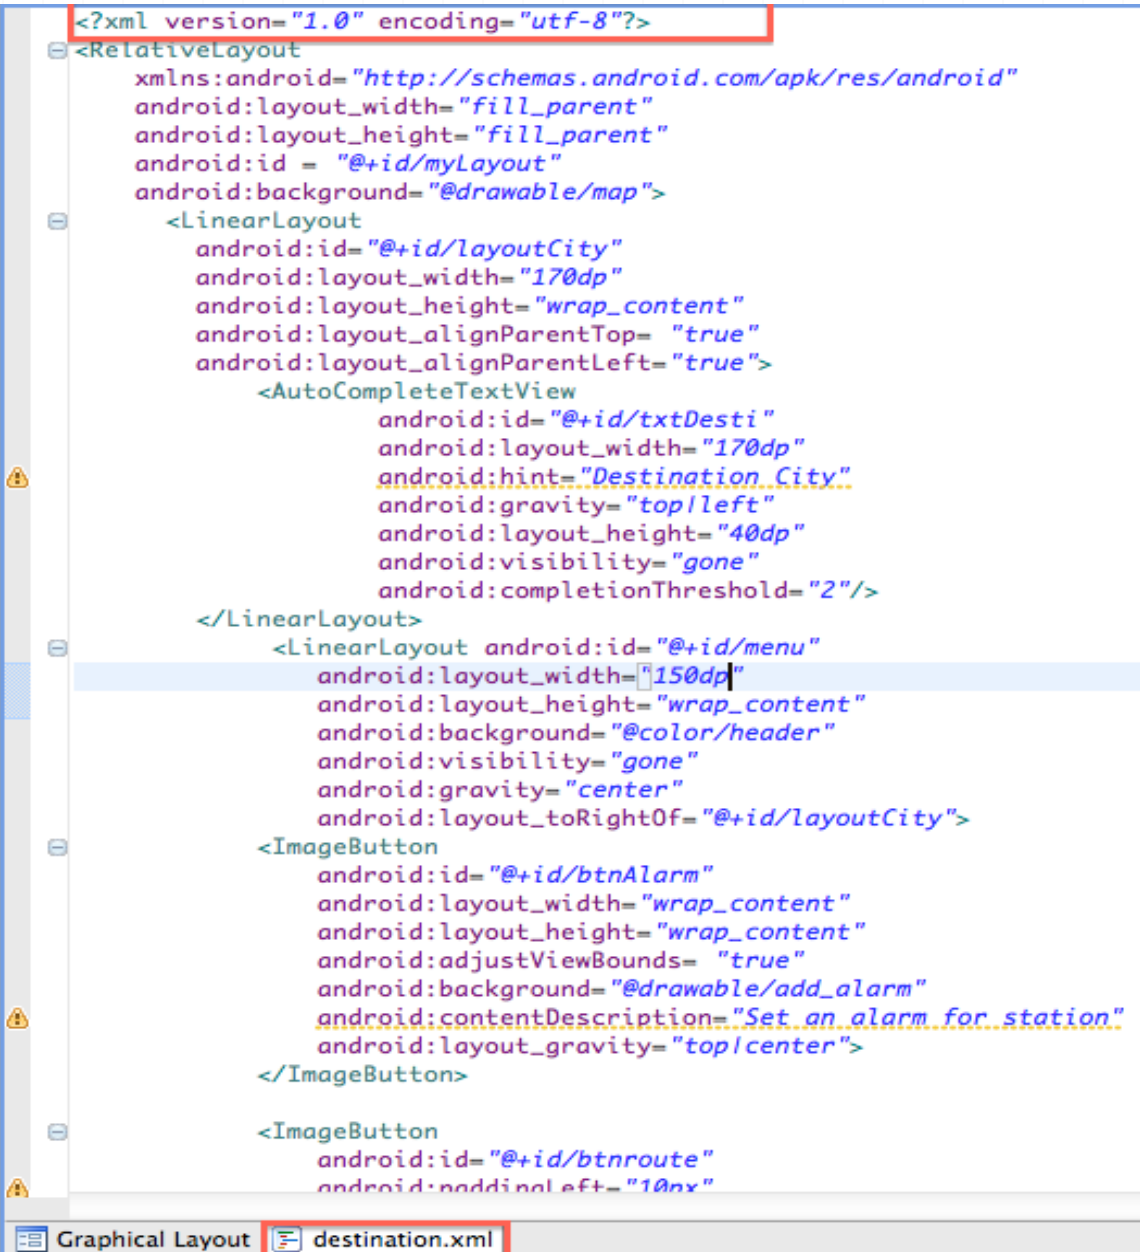 <?xml version="1.0" encoding="utf-8"?>
<RelativeLayout
xmlns:android="http://schemas.android.com/apk/res/android"
android:layout_width="fill_parent"
android:layout_height="fill_parent"
android:id = "@+id/myLayout"
android:background="@drawable/map">
<LinearLayout
android:id="@+id/layoutCity"
android:layout_width="170dp"
android:layout_height="wrap_content"
android:layout_alignParentTop= "true"
android:layout_alignParentLeft="true">
<AutoCompleteTextView
android:id="@+id/txtDesti"
android:layout_width="170dp"
android:hint="Destination City"
android:gravity="top|left"
android:layout_height="40dp"
android:visibility="gone"
android:completionThreshold="2"/>
</LinearLayout>
<LinearLayout android:id="@+id/menu"
android:layout_width="150dp"
android:layout_height="wrap_content"
android:background="@color/header"
android:visibility="gone"
android:gravity="center"
android:layout_toRightOf="@+id/layoutCity">
<ImageButton
android:id="@+id/btnAlarm"
android:layout_width="wrap_content"
android:layout_height="wrap_content"
android:adjustViewBounds= "true"
android:background="@drawable/add_alarm"
android:contentDescription="Set an alarm for station"
android:layout_gravity="top|center">
</ImageButton>
<ImageButton
android:id="@+id/btnroute"
android:paddingLeft="10px"
Graphical Layout destination.xml